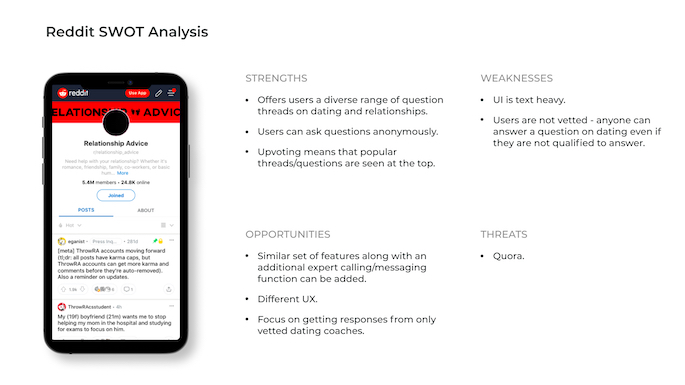 Reddit SWOT Analysis
reddit
Use App
RELATIONSHIP ADVIC
Relationship Advice
r/relationship_advice
Need help with your relationship? Whether it's
romance, friendship, family, co-workers, or basic
hum... More
5.4M members • 24.8K online
Joined
POSTS
ABOUT
Hot
eganist • Press Inq... • 281d
[meta] ThrowRA accounts moving forward
(tl;dr: all posts have karma caps, but
ThrowRA accounts can get more karma and
comments before they're auto-removed).
Also a reminder on updates.
ThrowRAcsstudent • 4h
My (19f) boyfriend (21m) wants me to stop
helping my mom in the hospital and studying
for exams to focus on him.
STRENGTHS
• Offers users a diverse range of question
threads on dating and relationships.
• Users can ask questions anonymously.
• Upvoting means that popular
threads/questions are seen at the top.
WEAKNESSES
• UI is text heavy.
• Users are not vetted - anyone can
answer a question on dating even if
they are not qualified to answer.
OPPORTUNITIES
• Similar set of features along with an
additional expert calling/messaging
function can be added.
• Different UX.
• Focus on getting responses from only
vetted dating coaches.
THREATS
• Quora.